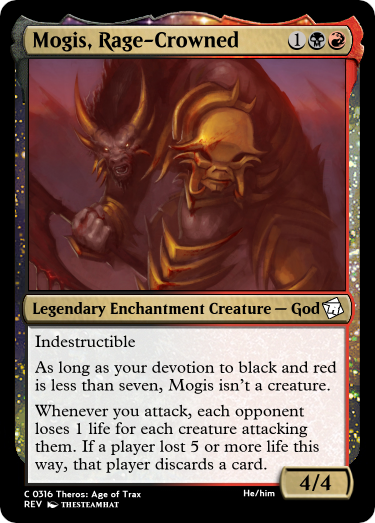 Mogis, Rage-Crowned 1
Legendary Enchantment Creature — God
Indestructible
As long as your devotion to black and red
is less than seven, Mogis isn't a creature.
Whenever you attack, each opponent
loses 1 life for each creature attacking
them. If a player lost 5 or more life this
way, that player discards a card.
4/4
C 0316 Theros: Age of Trax He/him
REV THESTEAMHAT